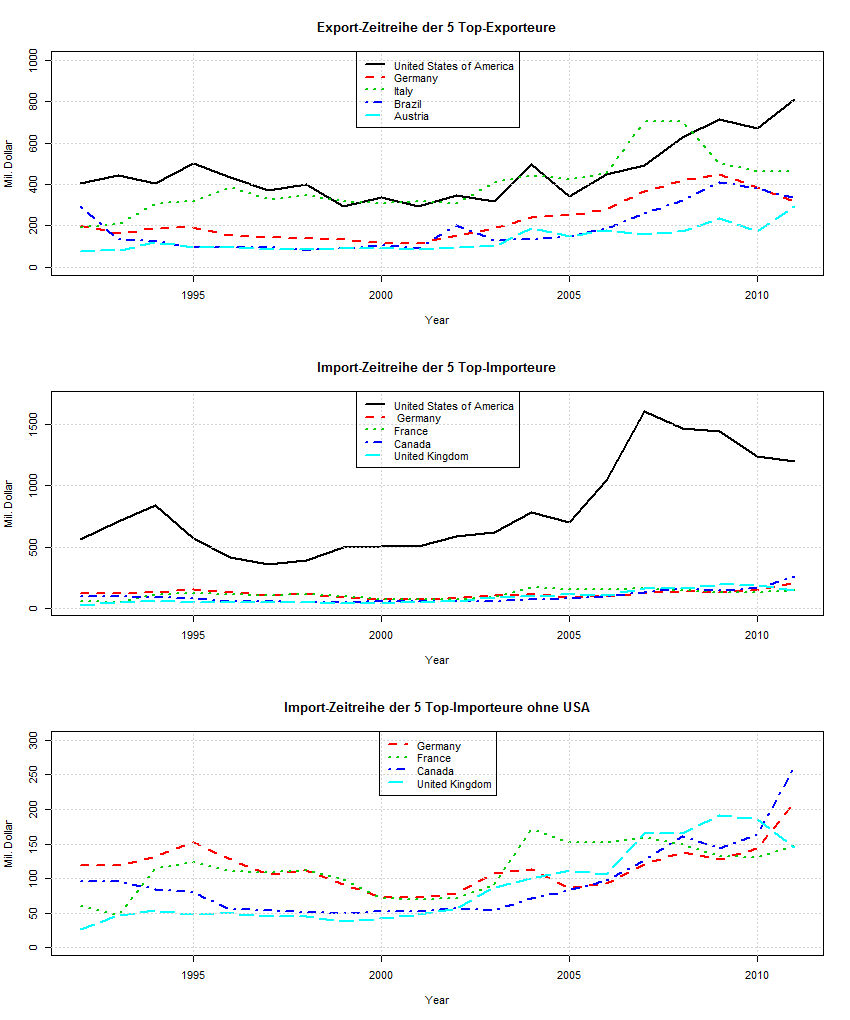 Export-Zeitreihe der 5 Top-Exporteure
Mil. Dollar
1000
800
600
400
200
0
United States of America
Germany
Italy
Brazil
Austria
1995
2000
2005
2010
Year
Import-Zeitreihe der 5 Top-Importeure
Mil. Dollar
1500
1000
500
0
United States of America
Germany
France
Canada
United Kingdom
1995
2000
2005
2010
Year
Import-Zeitreihe der 5 Top-Importeure ohne USA
Mil. Dollar
300
250
200
150
100
50
0
Germany
France
Canada
United Kingdom
1995
2000
2005
2010
Year